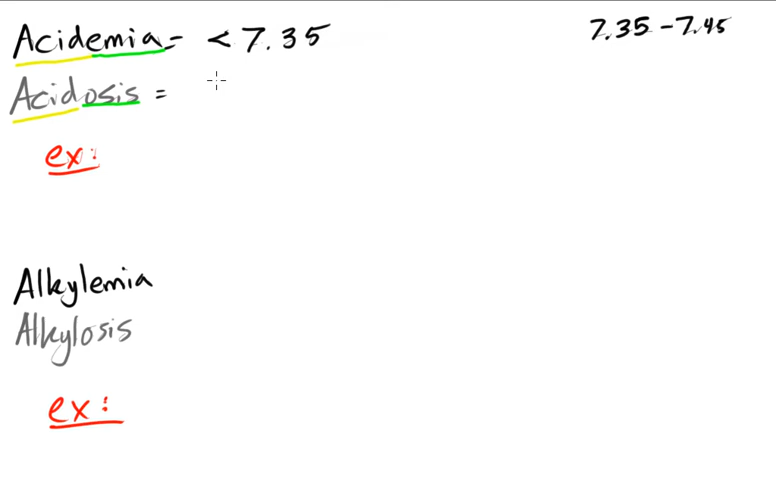 Acidemia = < 7.35 7.35 - 7.45
Acidosis =
ex:
Alkylemia
Alkylosis
ex: